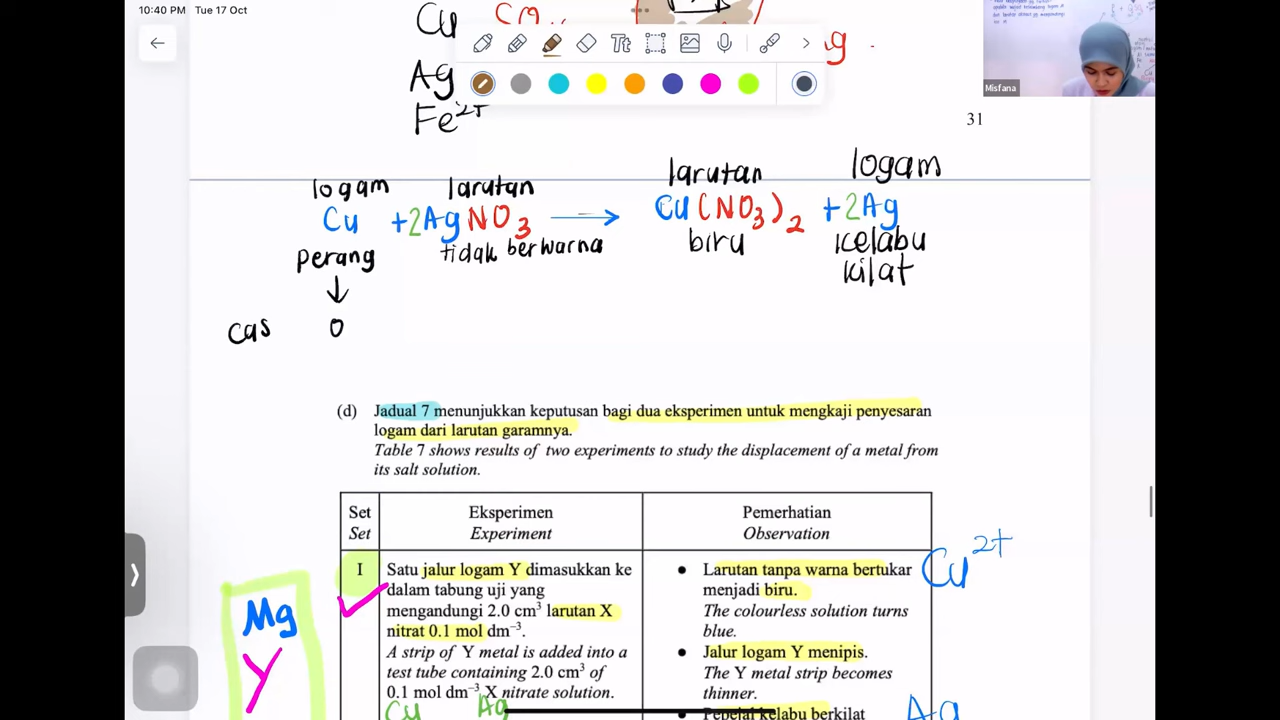 10:40 PM Tue 17 Oct
Cu
Ag
Fe2+
Tt
Misfana
31
logam larutan larutan logam
Cu + 2AgNO3 → Cu(NO3)2 + 2Ag
perang tidak berwarna biru kelabu
kilat
↓
cas 0
(d) Jadual 7 menunjukkan keputusan bagi dua eksperimen untuk mengkaji penyesaran
logam dari larutan garamnya.
Table 7 shows results of two experiments to study the displacement of a metal from
its salt solution.
Set Eksperimen Pemerhatian
Set Experiment Observation
I
Satu jalur logam Y dimasukkan ke
dalam tabung uji yang
mengandungi 2.0 cm³ larutan X
nitrat 0.1 mol dm⁻³.
A strip of Y metal is added into a
test tube containing 2.0 cm³ of
0.1 mol dm⁻³ X nitrate solution.
Cu Ag
• Larutan tanpa warna bertukar
menjadi biru.
The colourless solution turns
blue.
• Jalur logam Y menipis.
The Y metal strip becomes
thinner.
• Pepejal kelabu berkilat
Cu2+
Ag
Mg
Y